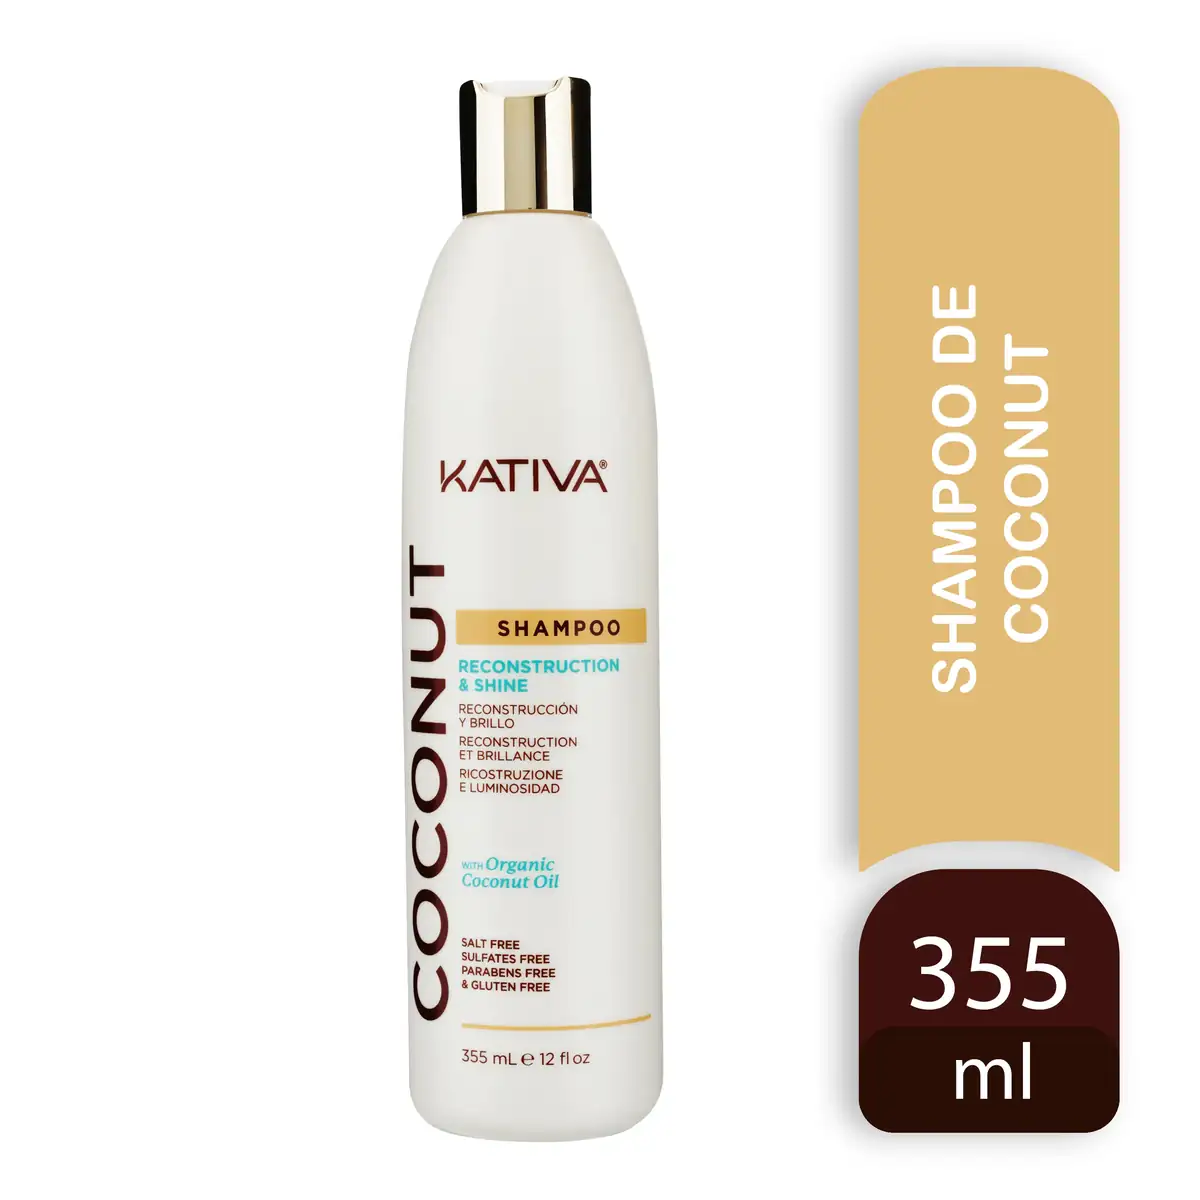 KATIVA®
COCONUT
SHAMPOO
RECONSTRUCTION
& SHINE
RECONSTRUCCIÓN
Y BRILLO
RECONSTRUCTION
ET BRILLANCE
RICOSTRUZIONE
E LUMINOSIDAD
WITH Organic
Coconut Oil
SALT FREE
SULFATES FREE
PARABENS FREE
& GLUTEN FREE
355 mL ℮ 12 fl oz
SHAMPOO DE
COCONUT
355
ml